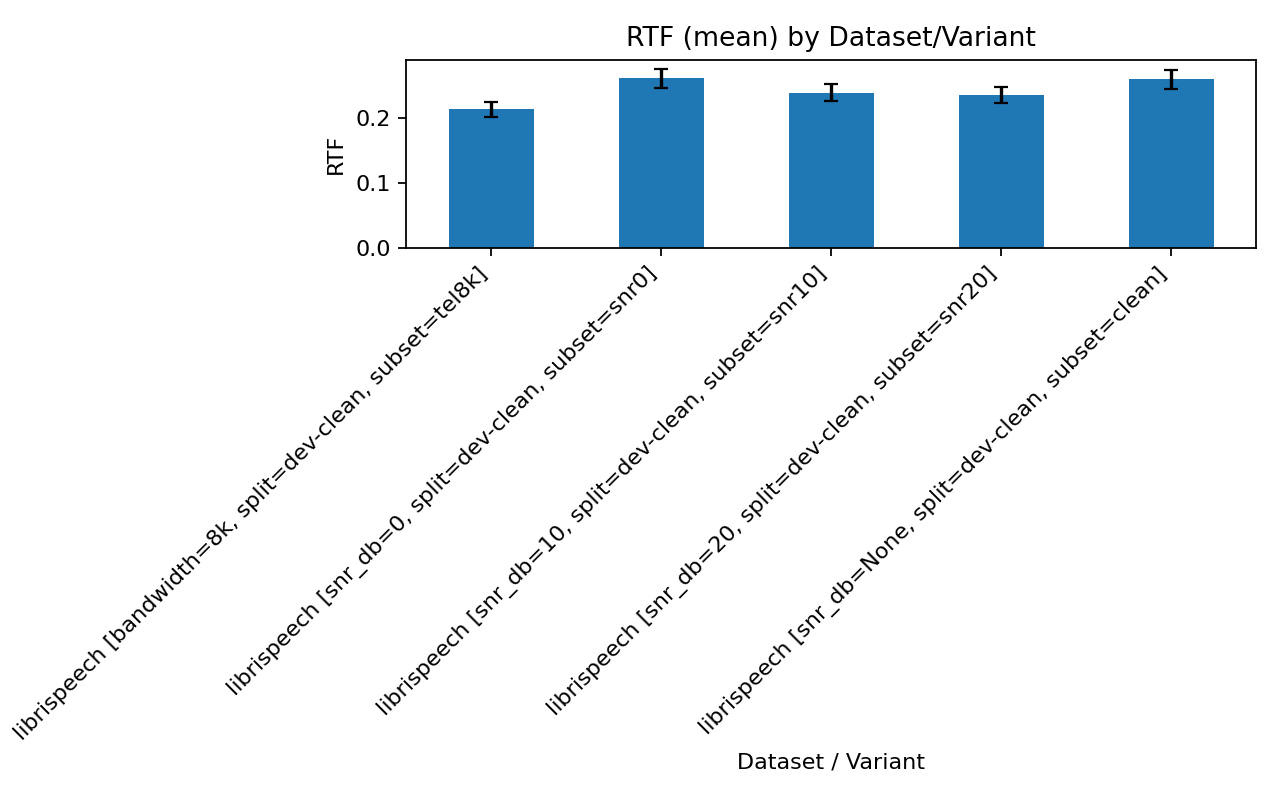 RTF (mean) by Dataset/Variant
RTF
0.2
0.1
0.0
librispeech [bandwidth=8k, split=dev-clean, subset=tel8k]
librispeech [snr_db=0, split=dev-clean, subset=snr0]
librispeech [snr_db=10, split=dev-clean, subset=snr10]
librispeech [snr_db=20, split=dev-clean, subset=snr20]
librispeech [snr_db=None, split=dev-clean, subset=clean]
Dataset / Variant